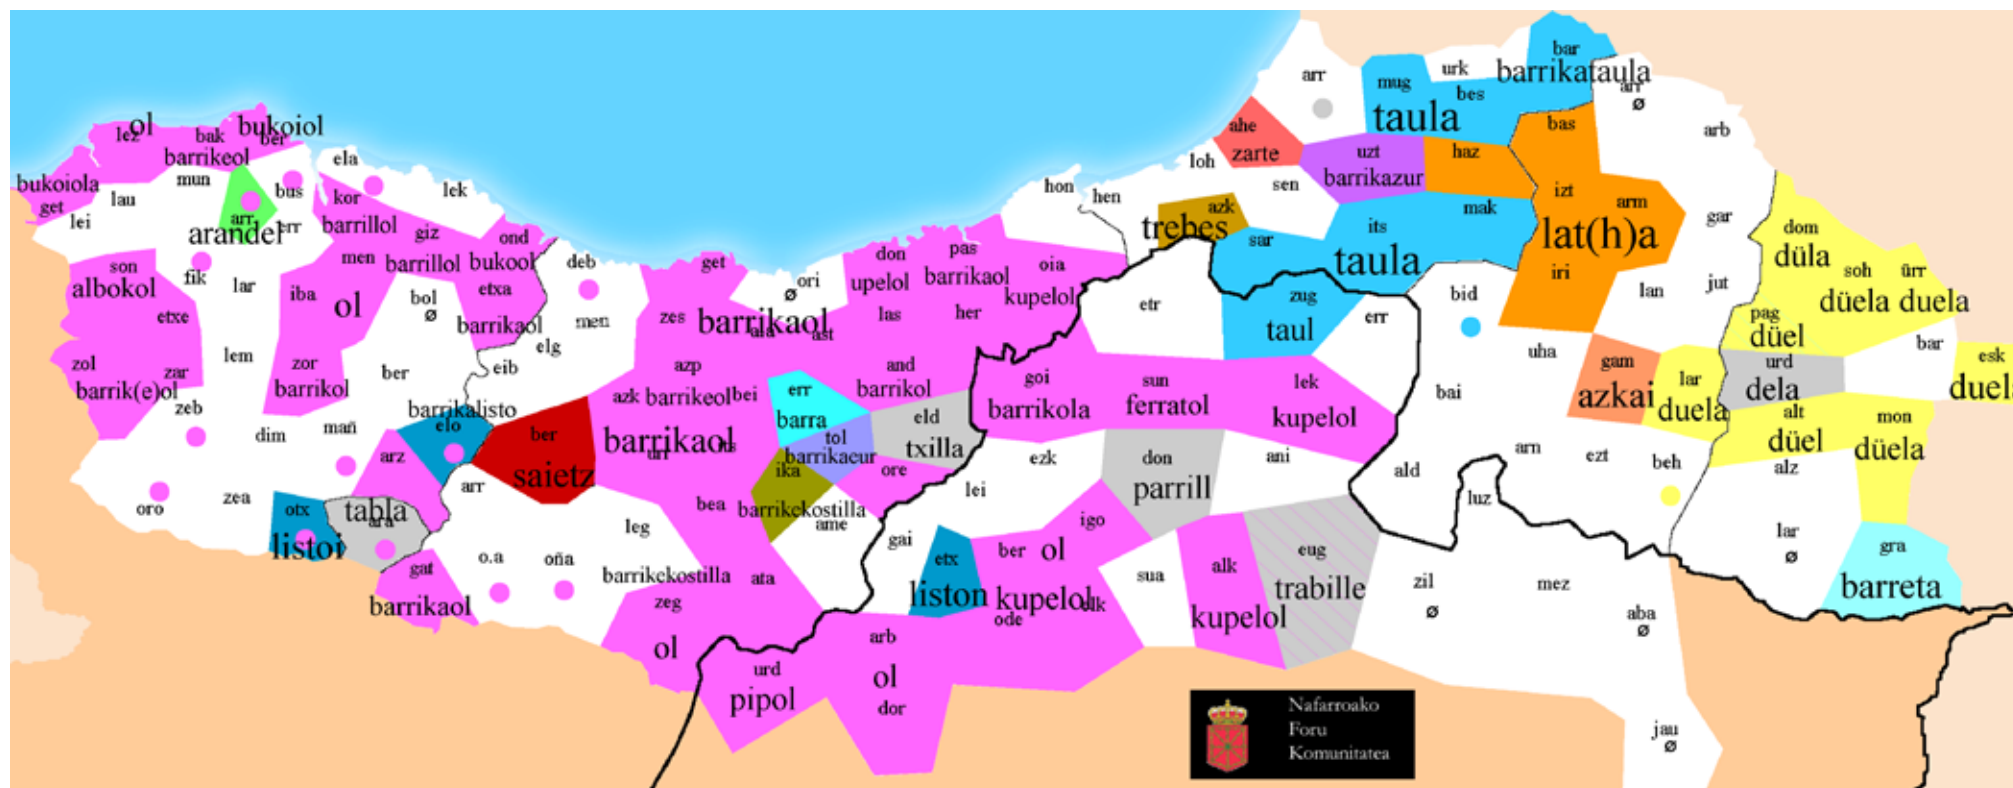 bar
barrikataula
arr
urk
mug
bes
taula
arr
ø
arb
bas
ahe
zarte
uzt
barrikazur
haz
loh
sen
hon
hen
azk
trebes
mak
its
sar
taula
izt
arm
lat(h)a
iri
gar
jut
lan
dom
düla
soh
ürr
düela
duela
pag
düel
bar
esk
urd
dela
lez
ol
bak
bukoiol
ber
barrikeol
ela
bukoiola
get
mun
lau
lei
bus
kor
lek
arr
err
arandel
barrillol
giz
ond
son
albokol
fik
men
barrillol
bukool
deb
lar
iba
bol
ø
etxa
etxe
ol
barrikaol
men
elg
lem
zol
zar
barrik(e)ol
zor
barrikol
ber
eib
zeb
dim
mañ
barrikalisto
elo
arz
oro
zea
otx
listoi
tabla
ara
arr
ber
saietz
gat
barrikaol
o.a
oña
leg
get
ori
ø
don
upelol
pas
barrikaol
oia
kupelol
zes
barrikaol
ast
las
her
azp
azk
barrikeol
bei
and
barrikol
err
barra
eld
txilla
barrikaol
urr
tol
barrikaeur
ika
ore
bea
barrikekostilla
ame
barrikekostilla
ata
zeg
ol
etr
zug
taul
err
bid
goi
barrikola
sun
ferratol
lek
kupelol
ezk
don
parrill
ani
lei
gai
igo
ber
ol
etx
liston
kupelol
elk
ode
sua
alk
kupelol
eug
trabille
arb
ol
dor
urd
pipol
uha
bai
gam
azkai
lar
duela
ald
arn
ezt
beh
luz
alt
düel
mon
düela
alz
lar
ø
gra
barreta
zil
ø
mez
aba
ø
jau
ø
Nafarroako
Foru
Komunitatea